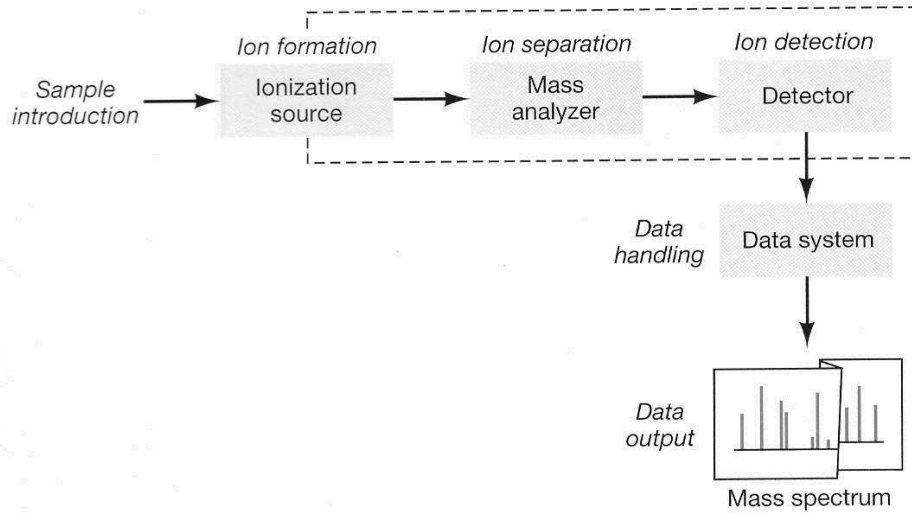 Ion formation
Ion separation
Ion detection
Sample
introduction
Ionization
source
Mass
analyzer
Detector
Data
handling
Data system
Data
output
Mass spectrum